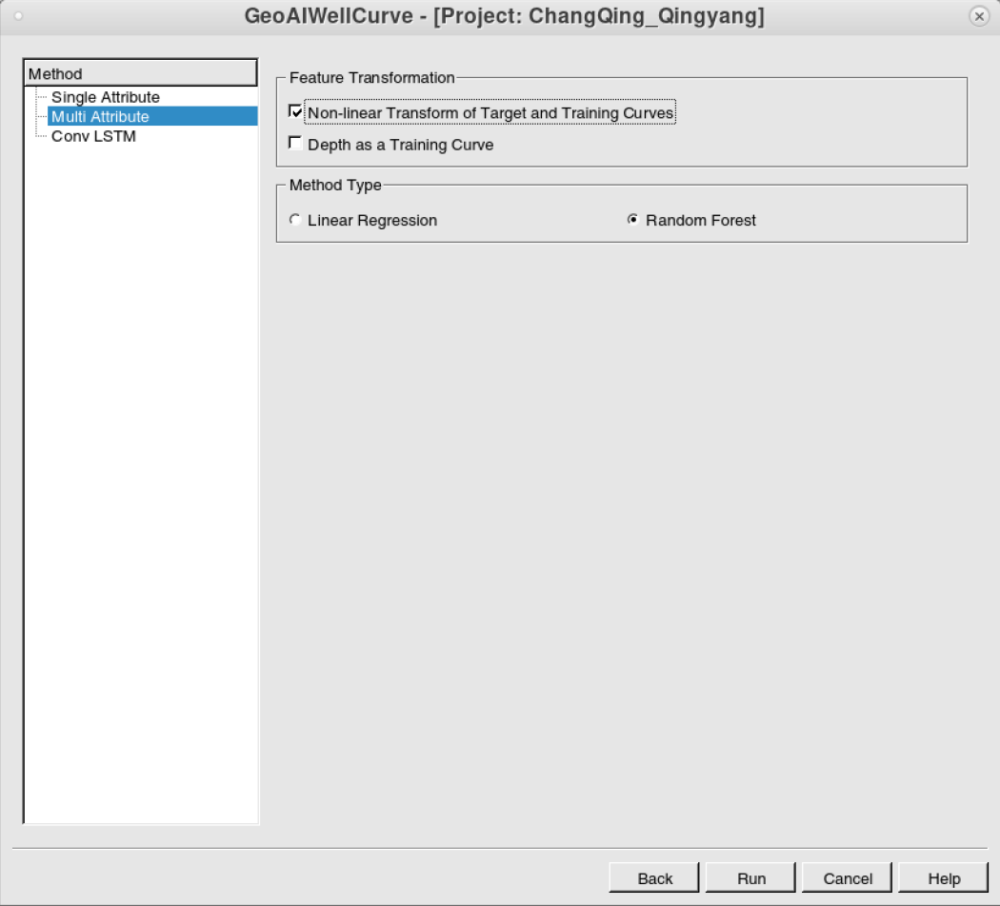 GeoAIWellCurve - [Project: ChangQing_Qingyang]
Method
Single Attribute
Multi Attribute
Conv LSTM
Feature Transformation
Non-linear Transform of Target and Training Curves
Depth as a Training Curve
Method Type
Linear Regression
Random Forest
Back
Run
Cancel
Help